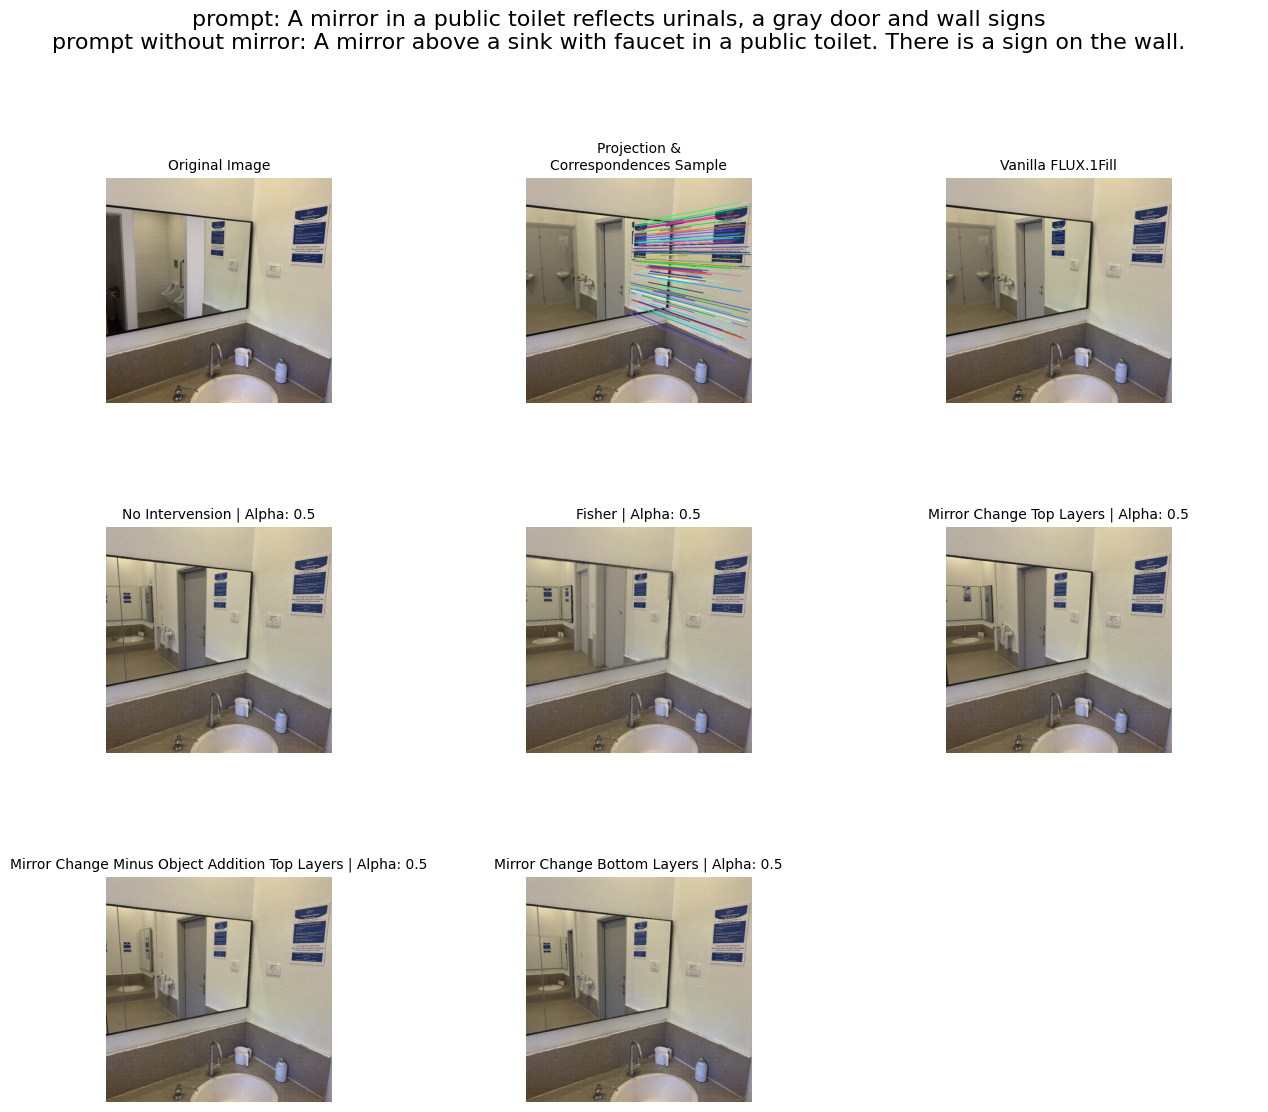 prompt: A mirror in a public toilet reflects urinals, a gray door and wall signs
prompt without mirror: A mirror above a sink with faucet in a public toilet. There is a sign on the wall.
Original Image
Projection &
Correspondences Sample
Vanilla FLUX.1Fill
No Intervension | Alpha: 0.5
Fisher | Alpha: 0.5
Mirror Change Top Layers | Alpha: 0.5
Mirror Change Minus Object Addition Top Layers | Alpha: 0.5
Mirror Change Bottom Layers | Alpha: 0.5